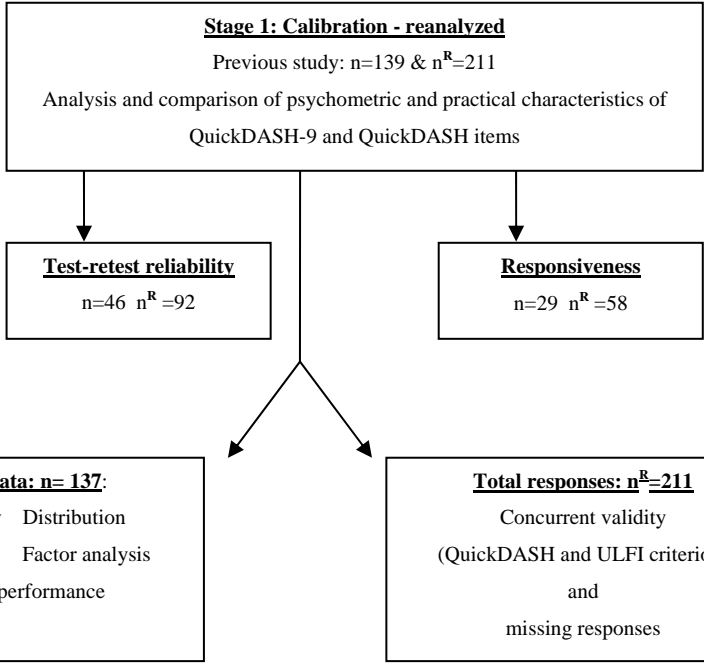 Stage 1: Calibration - reanalyzed
Previous study: n=139 & nR=211
Analysis and comparison of psychometric and practical characteristics of
QuickDASH-9 and QuickDASH items
Test-retest reliability
n=46 nR =92
Responsiveness
n=29 nR =58
n= 137:
Distribution
Factor analysis
performance
Total responses: nR=211
Concurrent validity
(QuickDASH and ULFI
and
missing responses